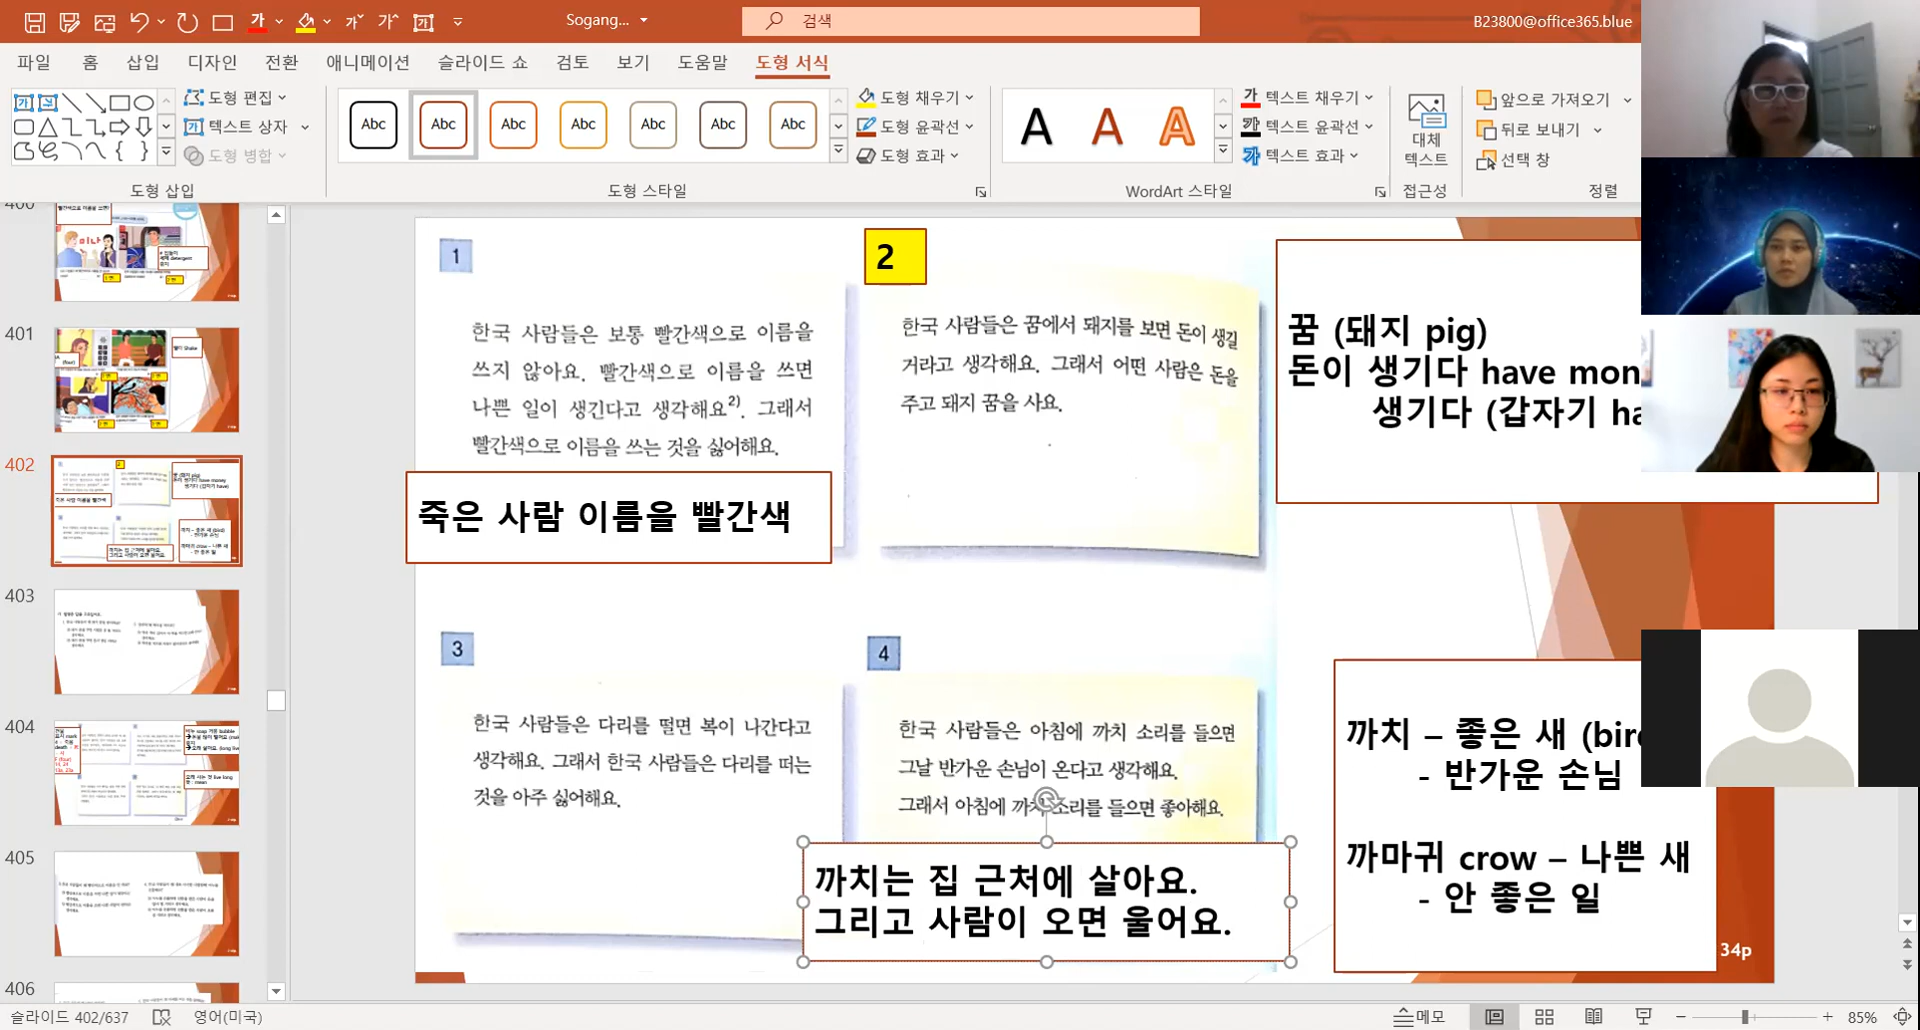 Sogang...
검색
B23800@office365.blue
파일 홈 삽입 디자인 전환 애니메이션 슬라이드 쇼 검토 보기 도움말 도형 서식
도형 편집
텍스트 상자
도형 병합
도형 삽입
Abc Abc Abc Abc Abc Abc Abc
도형 채우기
도형 윤곽선
도형 효과
도형 스타일
A A A
텍스트 채우기
텍스트 윤곽선
텍스트 효과
WordArt 스타일
대체
텍스트
접근성
앞으로 가져오기
뒤로 보내기
선택 창
정렬
400
401
402
403
404
405
406
1
한국 사람들은 보통 빨간색으로 이름을
쓰지 않아요. 빨간색으로 이름을 쓰면
나쁜 일이 생긴다고 생각해요2). 그래서
빨간색으로 이름을 쓰는 것을 싫어해요.
죽은 사람 이름을 빨간색
2
한국 사람들은 꿈에서 돼지를 보면 돈이 생길
거라고 생각해요. 그래서 어떤 사람은 돈을
주고 돼지 꿈을 사요.
꿈 (돼지 pig)
돈이 생기다 have mon
생기다 (갑자기 ha
3
한국 사람들은 다리를 떨면 복이 나간다고
생각해요. 그래서 한국 사람들은 다리를 떠는
것을 아주 싫어해요.
4
한국 사람들은 아침에 까치 소리를 들으면
그날 반가운 손님이 온다고 생각해요.
그래서 아침에 까치 소리를 들으면 좋아해요.
까치는 집 근처에 살아요.
그리고 사람이 오면 울어요.
까치 – 좋은 새 (bird
- 반가운 손님
까마귀 crow – 나쁜 새
- 안 좋은 일
34p
슬라이드 402/637
영어(미국)
메모
85%